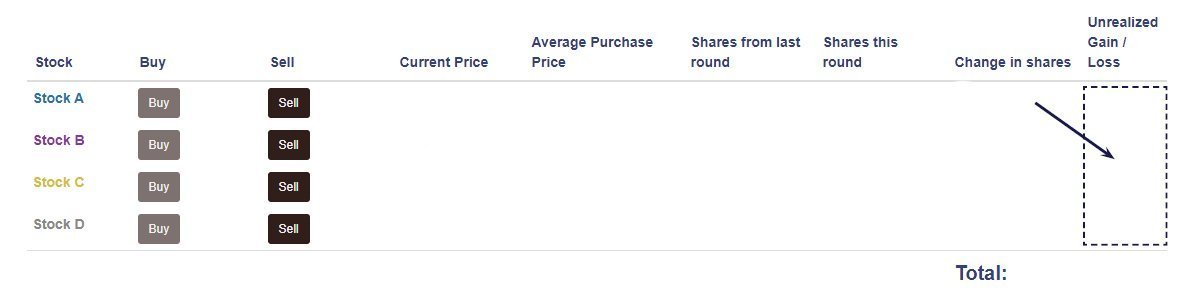 Stock Buy Sell Current Price Average Purchase Price Shares from last round Shares this round Change in shares Unrealized Gain / Loss
Stock A Buy Sell
Stock B Buy Sell
Stock C Buy Sell
Stock D Buy Sell
Total: